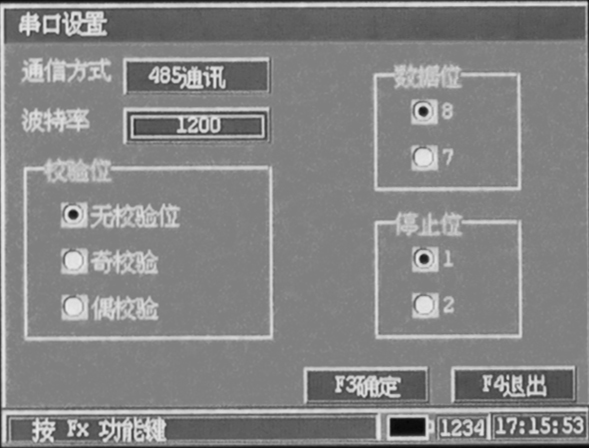 串口设置
通信方式 485通讯
波特率 1200
校验位
无校验位
奇校验
偶校验
数据位
8
7
停止位
1
2
F3确定 F4退出
按 Fx 功能键 1234 17:15:53